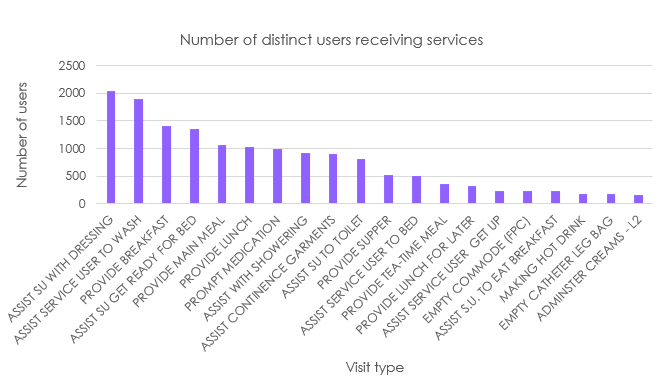 Number of distinct users receiving services
Number of users
2500
2000
1500
1000
500
0
ASSIST SU WITH DRESSING
ASSIST SERVICE USER TO WASH
PROVIDE BREAKFAST
ASSIST SU GET READY FOR BED
PROVIDE MAIN MEAL
PROVIDE LUNCH
PROMPT MEDICATION
ASSIST WITH SHOWERING
ASSIST CONTINENCE GARMENTS
ASSIST SU TO TOILET
PROVIDE SUPPER
ASSIST SERVICE USER TO BED
PROVIDE TEA-TIME MEAL
PROVIDE LUNCH FOR LATER
ASSIST SERVICE USER  GET UP
EMPTY COMMODE (FPC)
ASSIST S.U. TO EAT BREAKFAST
MAKING HOT DRINK
EMPTY CATHETER LEG BAG
ADMINSTER CREAMS - L2
Visit type